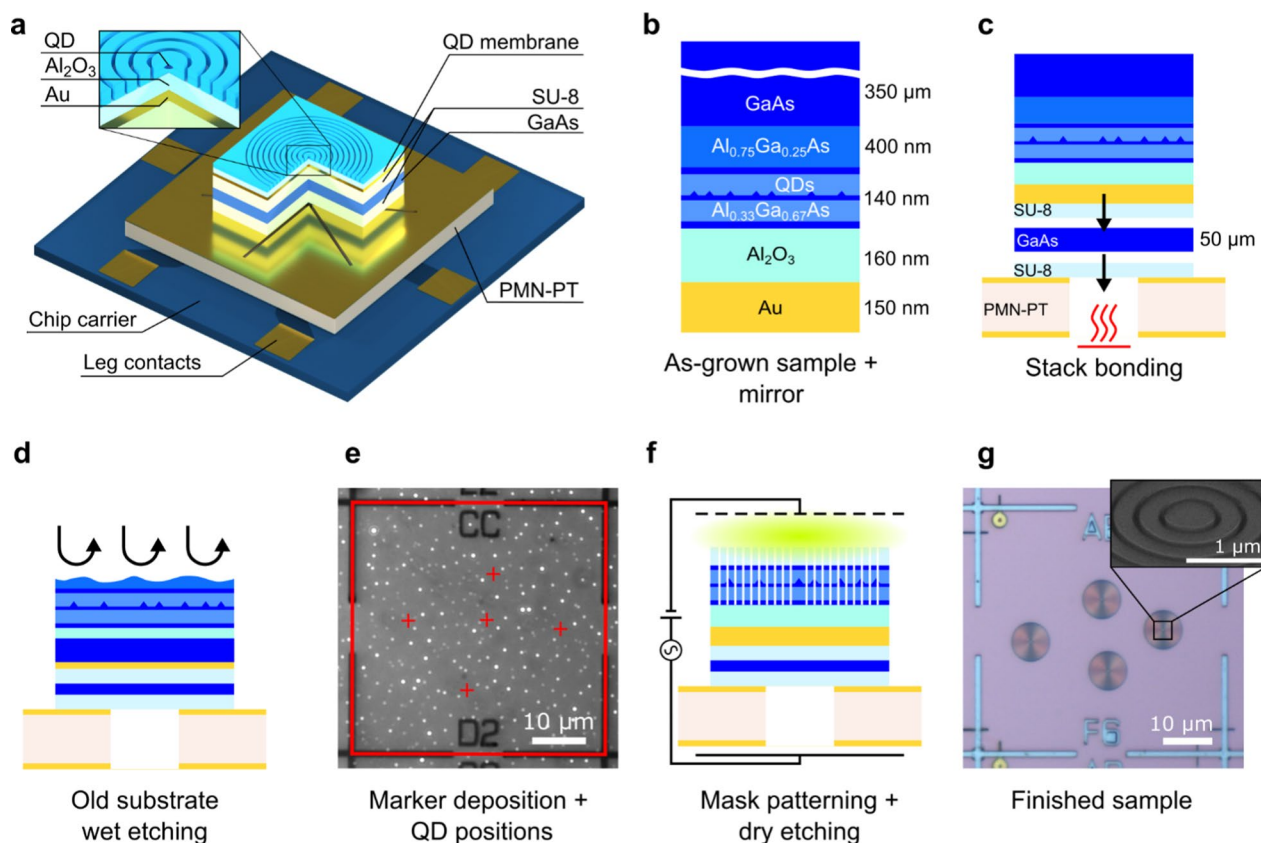 a
QD
Al2O3
Au
QD membrane
SU-8
GaAs
PMN-PT
Chip carrier
Leg contacts
b
GaAs
350 µm
Al0.75Ga0.25As
400 nm
QDs
140 nm
Al0.33Ga0.67As
Al2O3
160 nm
Au
150 nm
As-grown sample +
mirror
c
SU-8
GaAs
50 µm
SU-8
PMN-PT
Stack bonding
d
Old substrate
wet etching
e
CC
D2
10 µm
Marker deposition +
QD positions
f
S
Mask patterning +
dry etching
g
1 µm
FG
10 µm
Finished sample